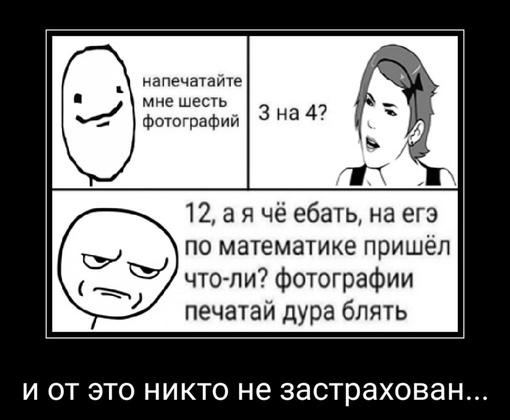 напечатайте
мне шесть
фотографий
3 на 4?
12, а я чё ебать, на егэ
по математике пришёл
что-ли? фотографии
печатай дура блять
и от это никто не застрахован...